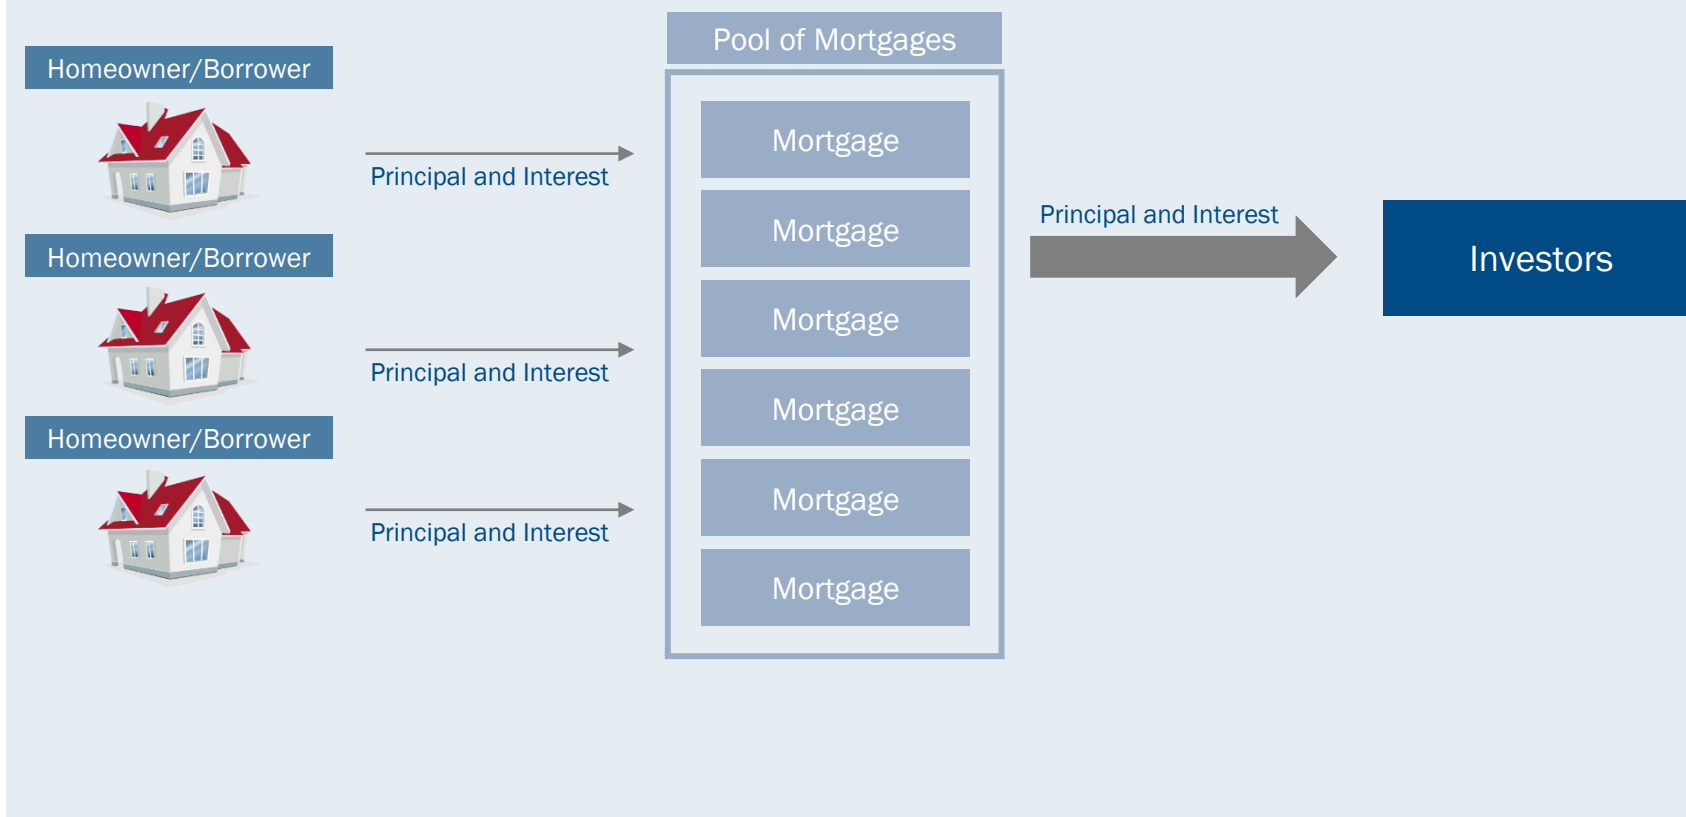 Homeowner/Borrower
Principal and Interest
Homeowner/Borrower
Principal and Interest
Homeowner/Borrower
Principal and Interest
Pool of Mortgages
Mortgage
Mortgage
Mortgage
Mortgage
Mortgage
Mortgage
Principal and Interest
Investors